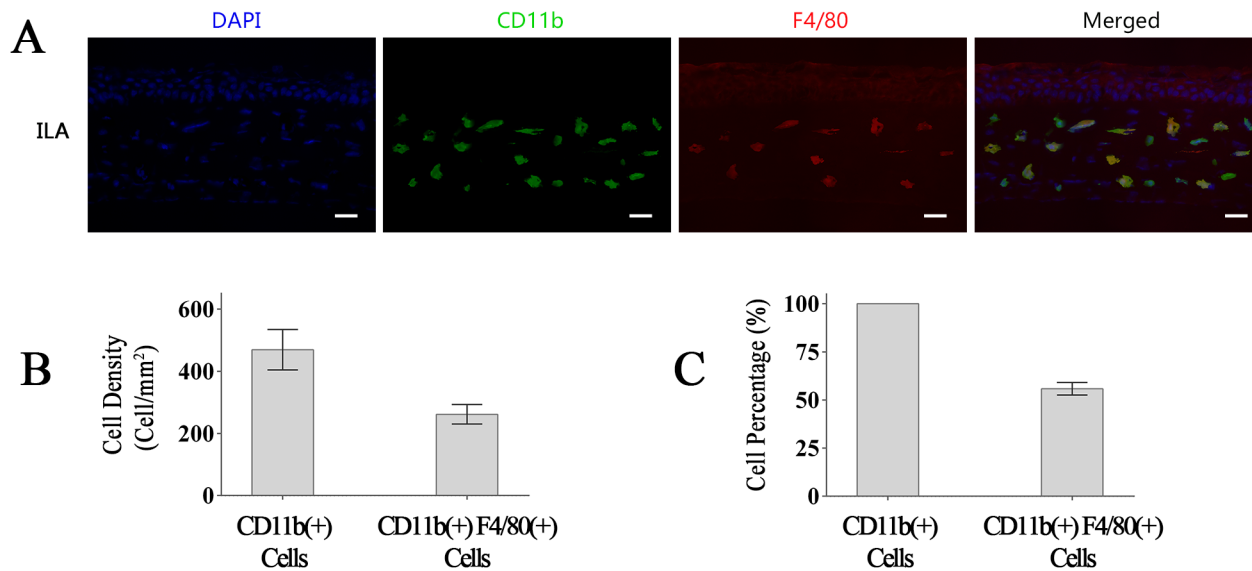 A
DAPI
CD11b
F4/80
Merged
ILA
B
Cell Density
(Cell/mm²)
600
400
200
0
CD11b(+)
Cells
CD11b(+) F4/80(+)
Cells
C
Cell Percentage (%)
100
75
50
25
0
CD11b(+)
Cells
CD11b(+) F4/80(+)
Cells